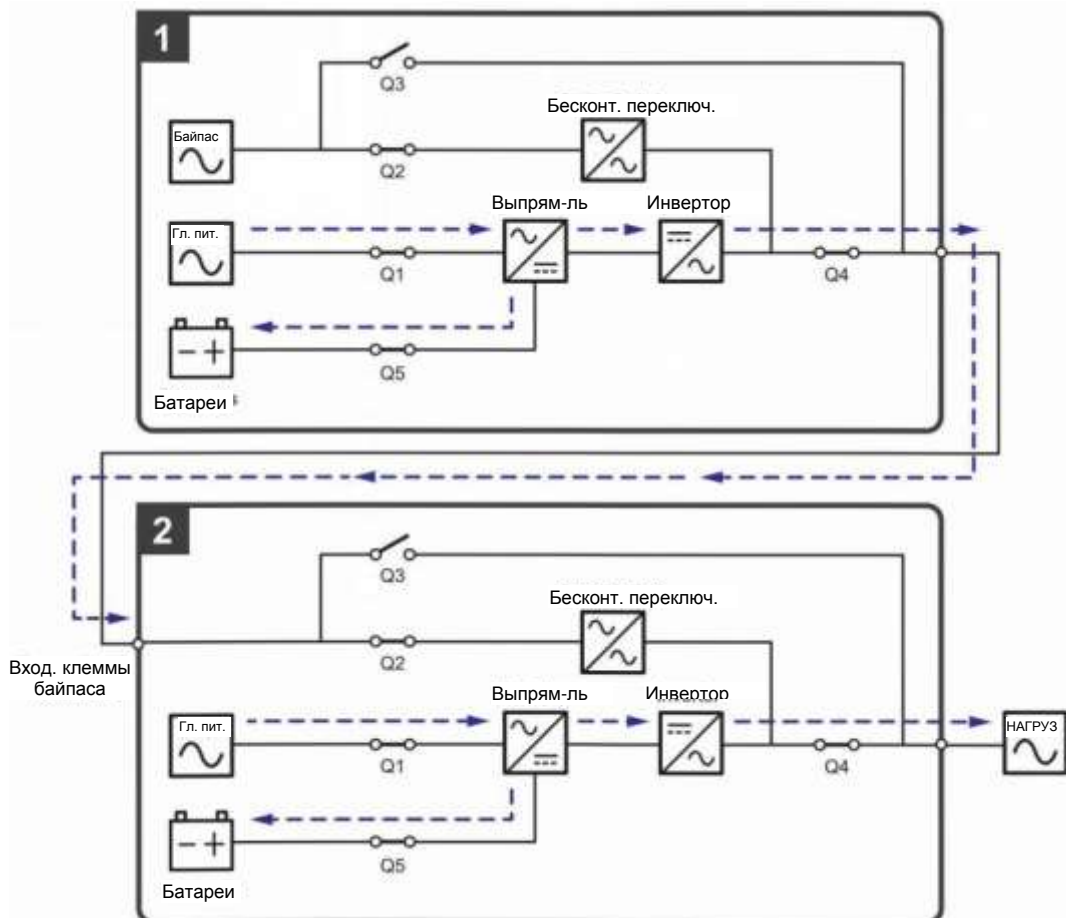 1
Q3
Бесконт. переключ.
Байпас
Q2
Выпрям-ль
Инвертор
Гл. пит.
Q1
Q4
Q5
Батареи
2
Q3
Бесконт. переключ.
Q2
Вход. клеммы
байпаса
Выпрям-ль
Инвертор
Гл. пит.
НАГРУЗ
Q1
Q4
Q5
Батареи